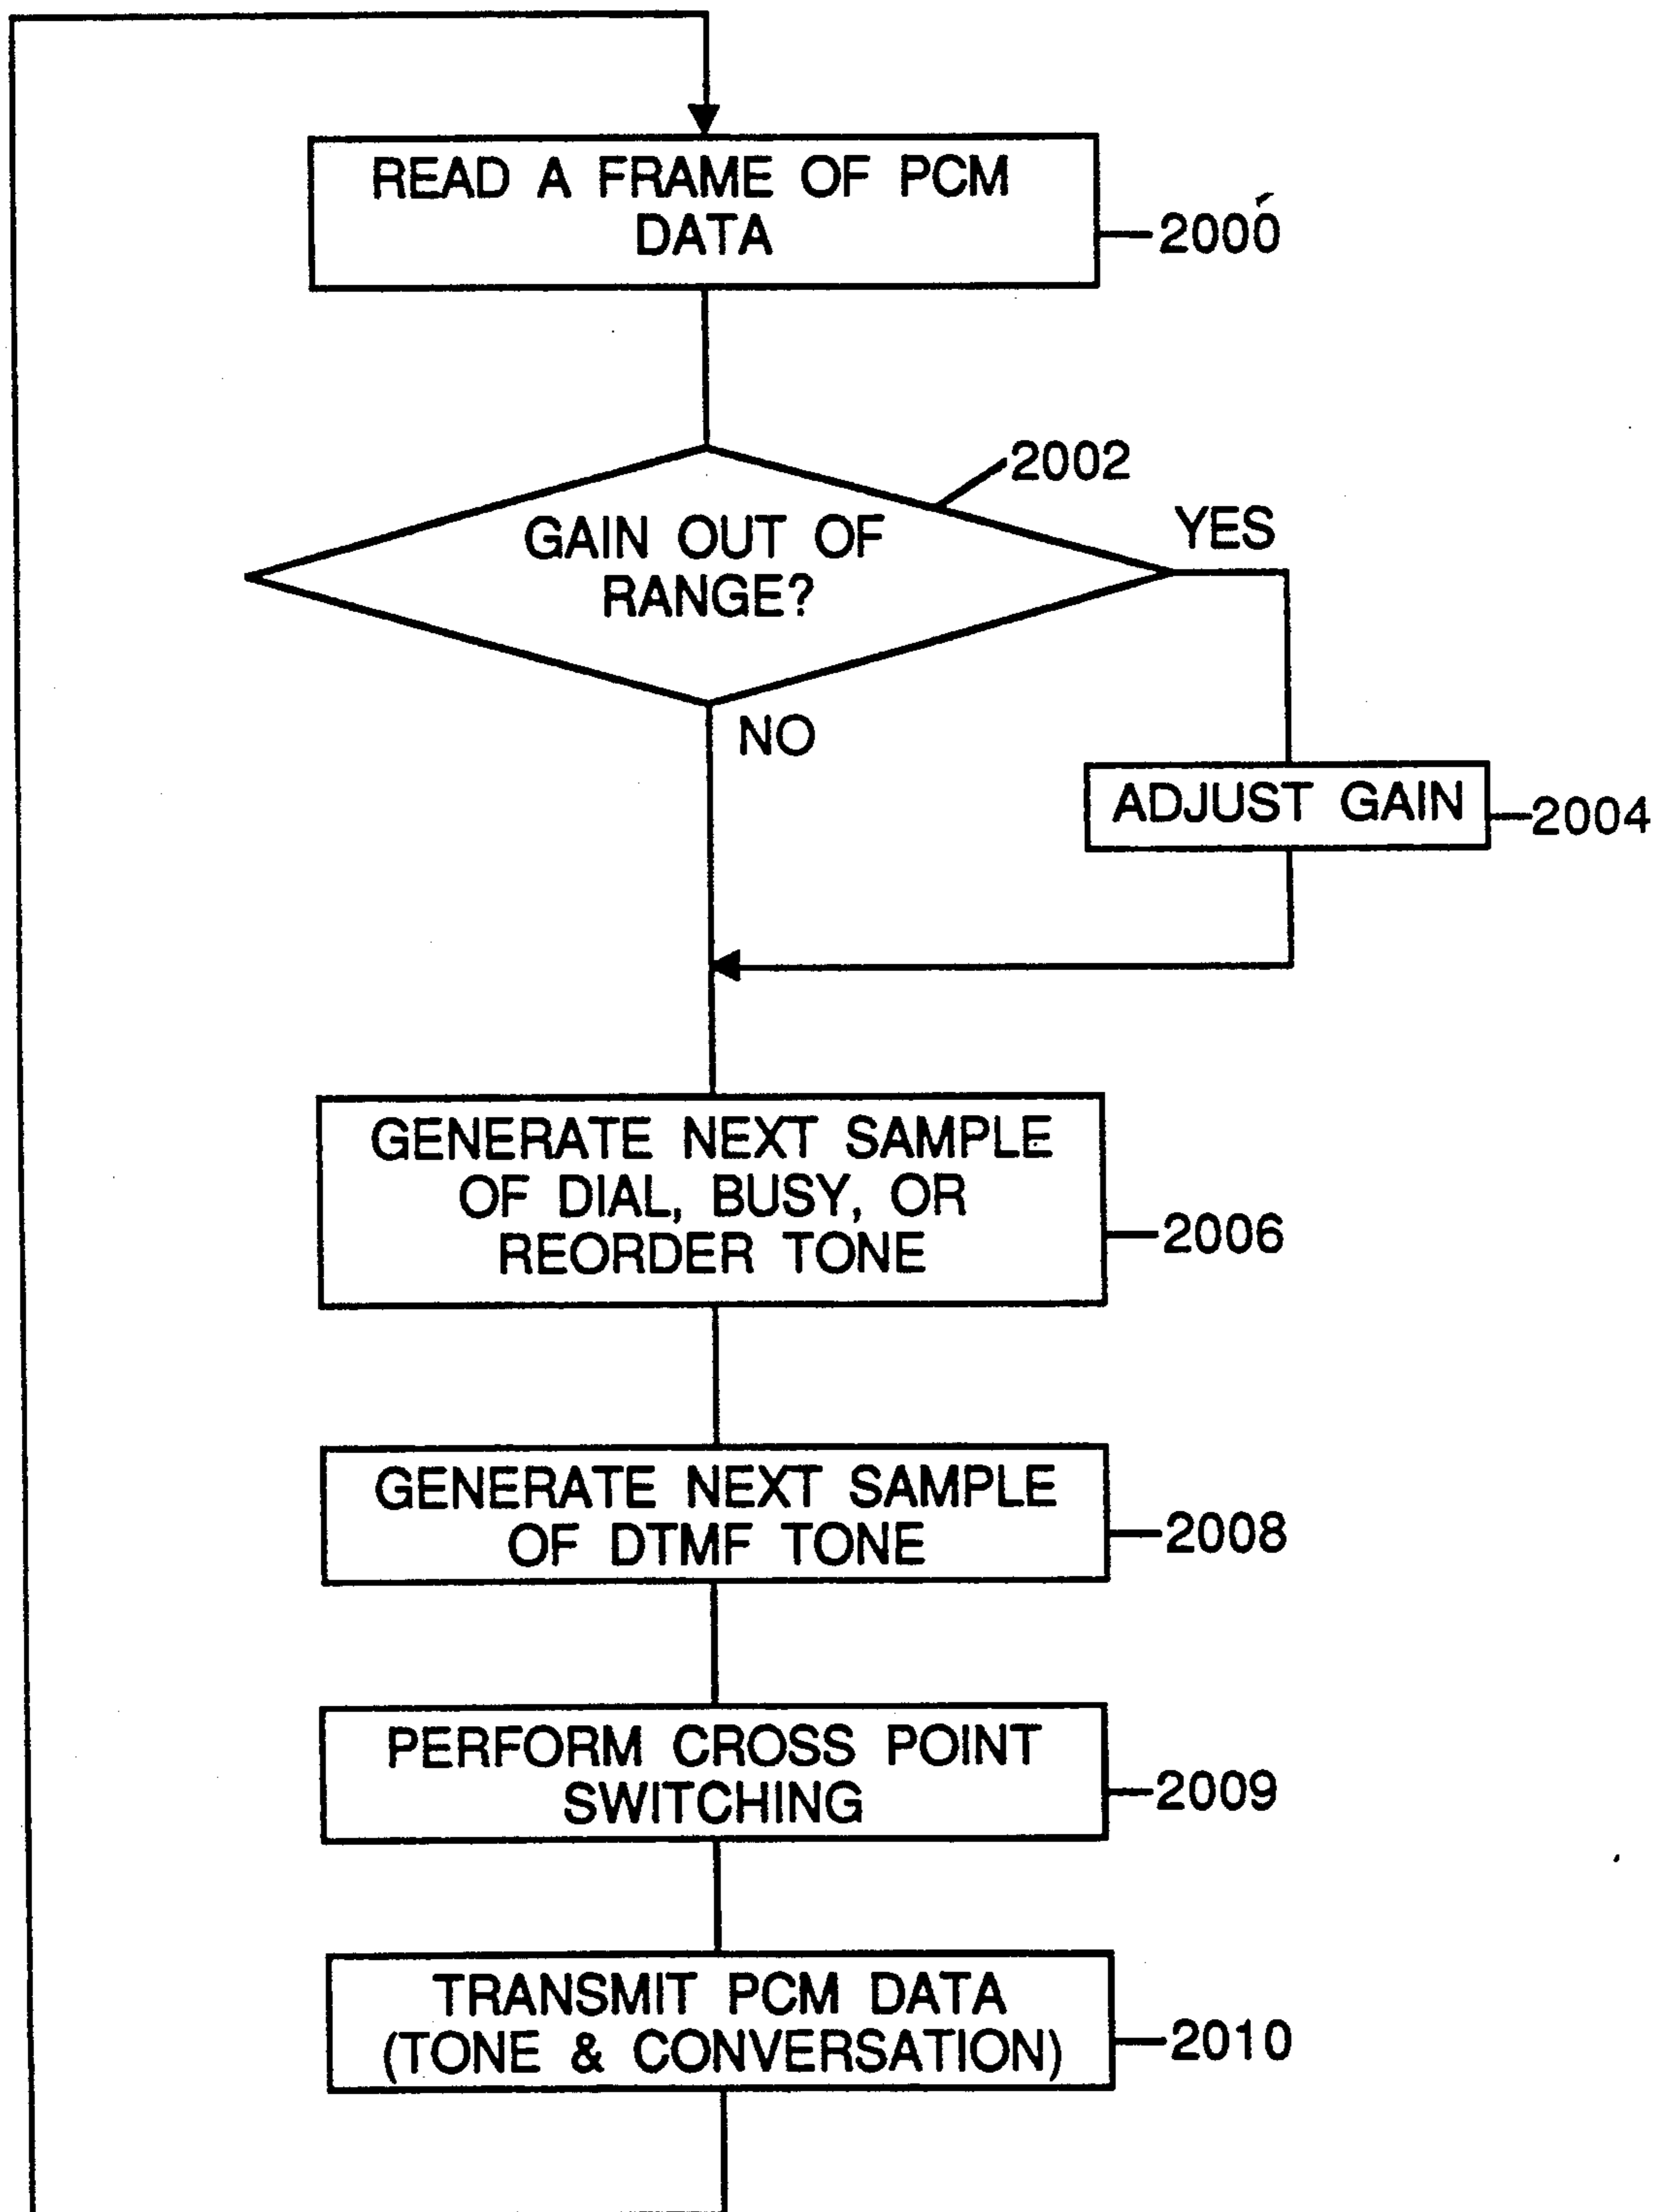 READ A FRAME OF PCM
DATA
2000
2002
GAIN OUT OF
RANGE?
YES
NO
ADJUST GAIN
2004
GENERATE NEXT SAMPLE
OF DIAL, BUSY, OR
REORDER TONE
2006
GENERATE NEXT SAMPLE
OF DTMF TONE
2008
PERFORM CROSS POINT
SWITCHING
2009
TRANSMIT PCM DATA
(TONE & CONVERSATION)
2010